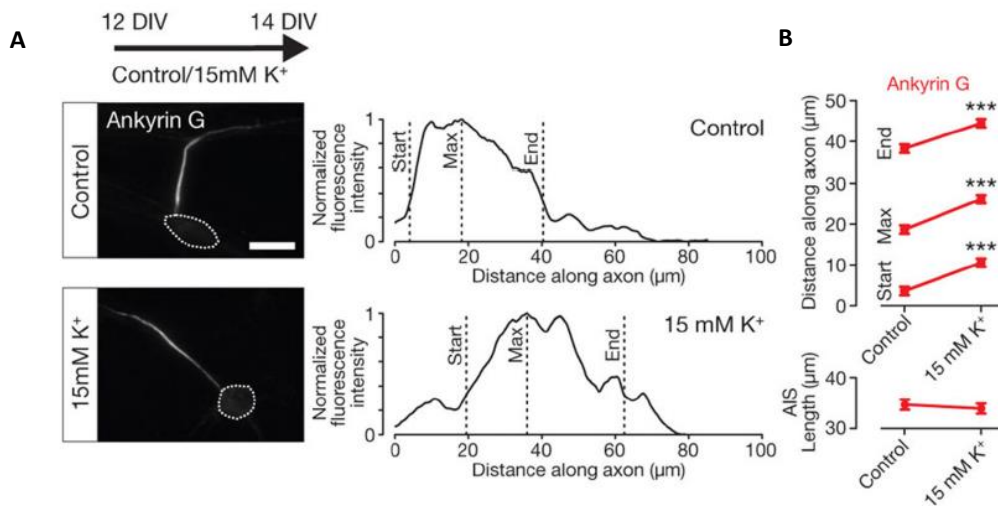 A
12 DIV 14 DIV
Control/15mM K⁺
Control
Ankyrin G
Normalized
fluorescence
intensity
1
0
Start
Max
End
Control
0 20 40 60 80 100
Distance along axon (µm)
15mM K⁺
Normalized
fluorescence
intensity
1
0
Start
Max
End
15 mM K⁺
0 20 40 60 80 100
Distance along axon (µm)
B
Ankyrin G
Distance along axon (µm)
50
40
30
20
10
0
End
***
Max
***
Start
***
Control
15 mM K⁺
AIS
Length (µm)
40
30
Control
15 mM K⁺